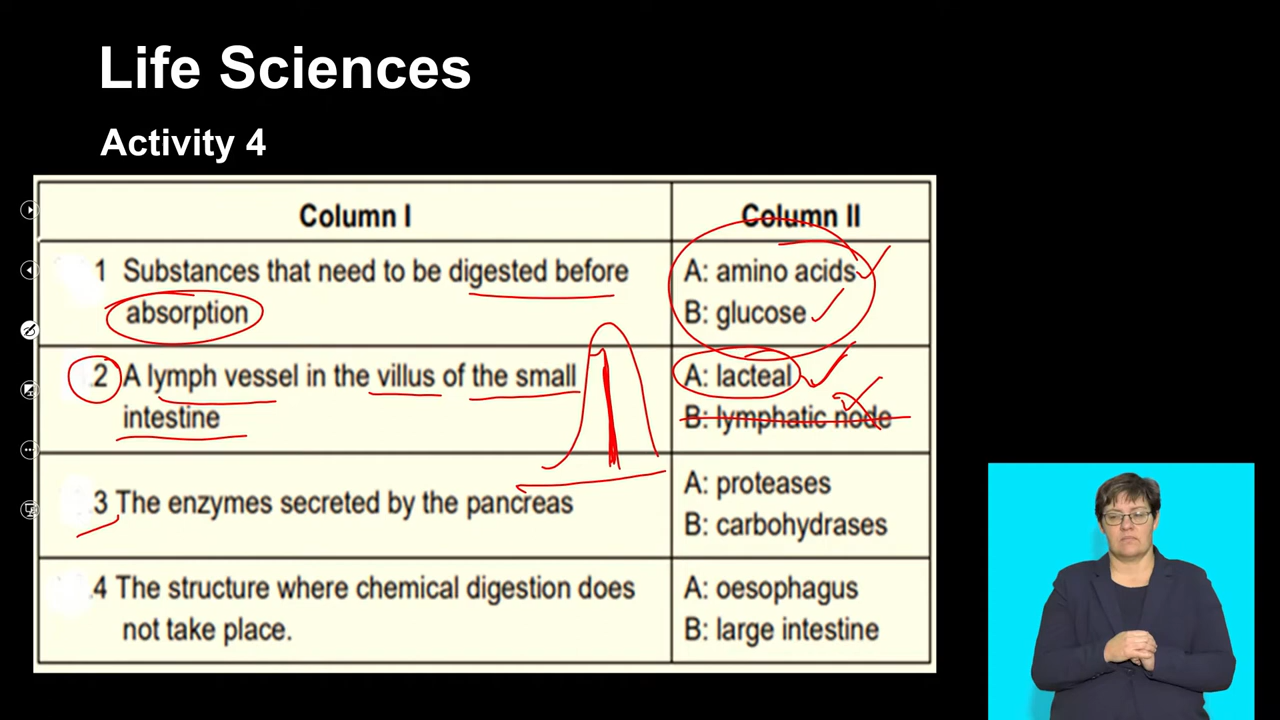 Life Sciences
Activity 4
Column I
Column II
1 Substances that need to be digested before
absorption
A: amino acids
B: glucose
2 A lymph vessel in the villus of the small
intestine
A: lacteal
B: lymphatic node
3 The enzymes secreted by the pancreas
A: proteases
B: carbohydrases
.4 The structure where chemical digestion does
not take place.
A: oesophagus
B: large intestine